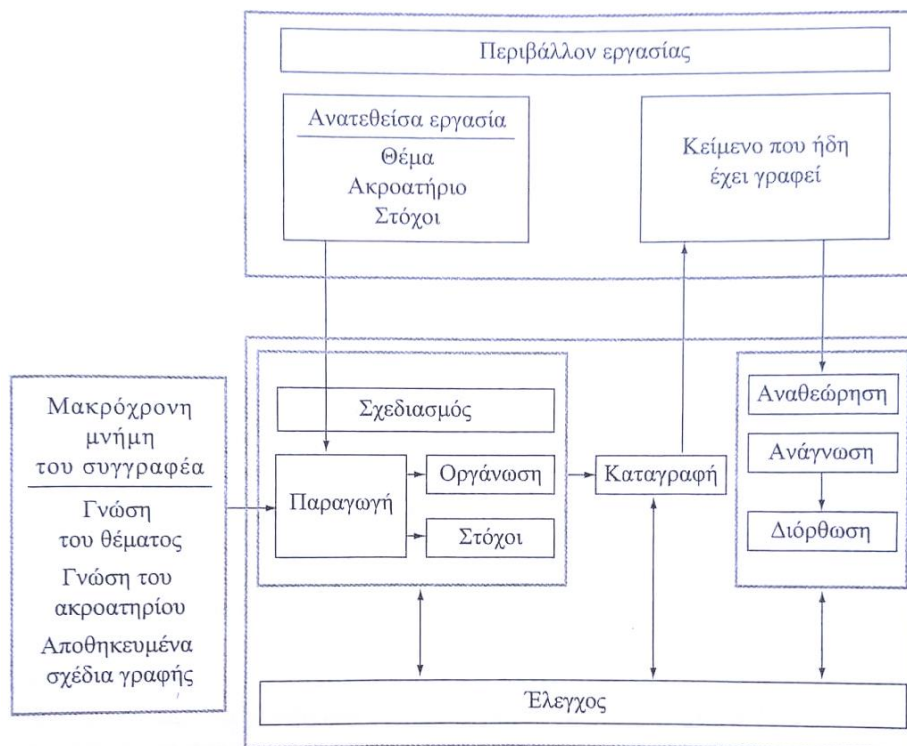 Περιβάλλον εργασίας
Ανατεθείσα εργασία
Θέμα
Ακροατήριο
Στόχοι
Κείμενο που ήδη
έχει γραφεί
Μακρόχρονη
μνήμη
του συγγραφέα
Γνώση
του θέματος
Γνώση του
ακροατηρίου
Αποθηκευμένα
σχέδια γραφής
Σχεδιασμός
Παραγωγή
Οργάνωση
Στόχοι
Καταγραφή
Αναθεώρηση
Ανάγνωση
Διόρθωση
Έλεγχος